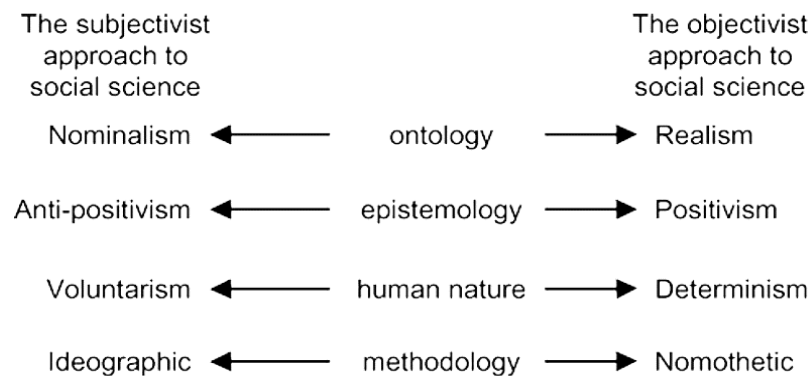 The subjectivist
approach to
social science
The objectivist
approach to
social science
Nominalism ontology Realism
Anti-positivism epistemology Positivism
Voluntarism human nature Determinism
Ideographic methodology Nomothetic